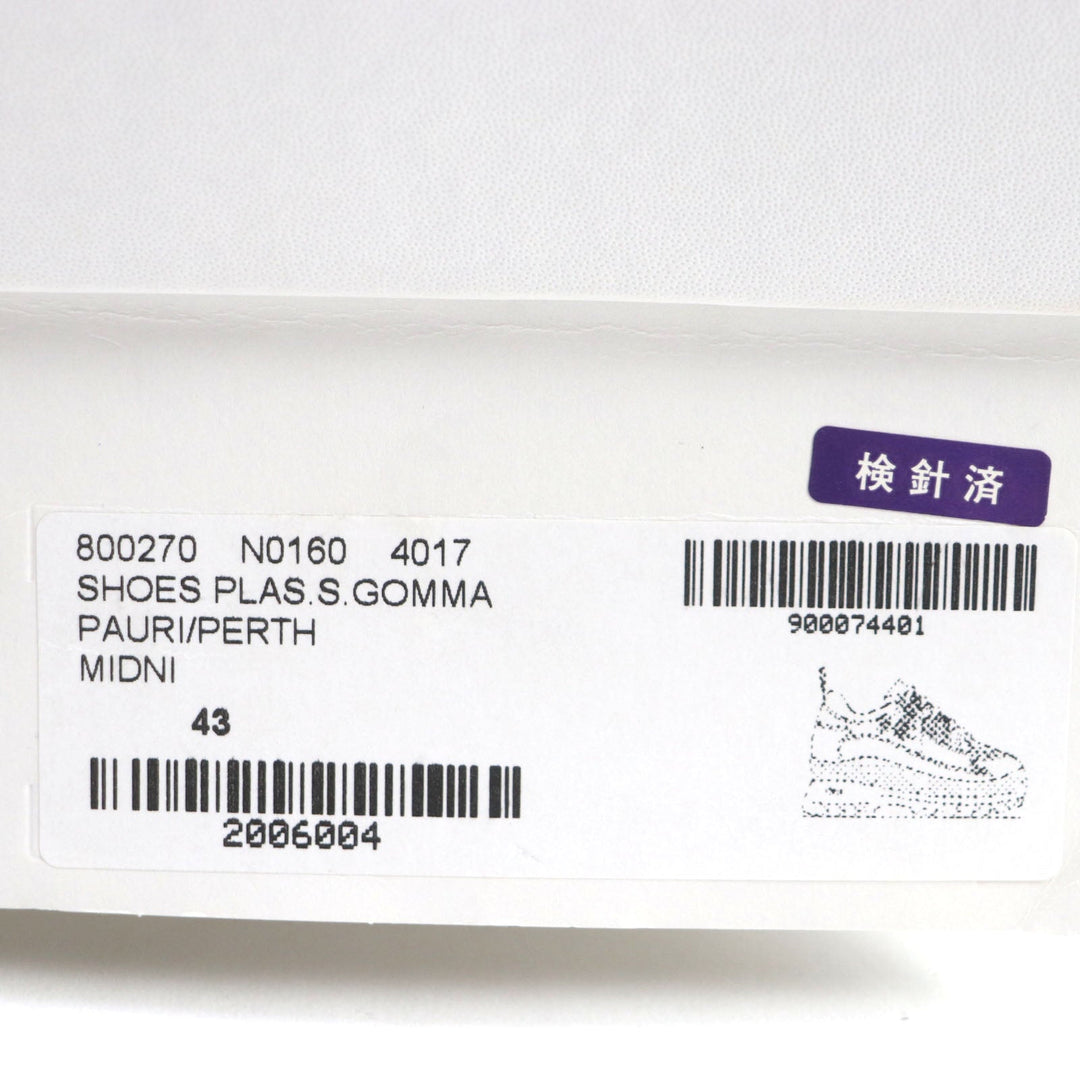 検針済
800270 N0160 4017
SHOES PLAS.S.GOMMA
PAURI/PERTH
MIDNI
43
2006004
900074401